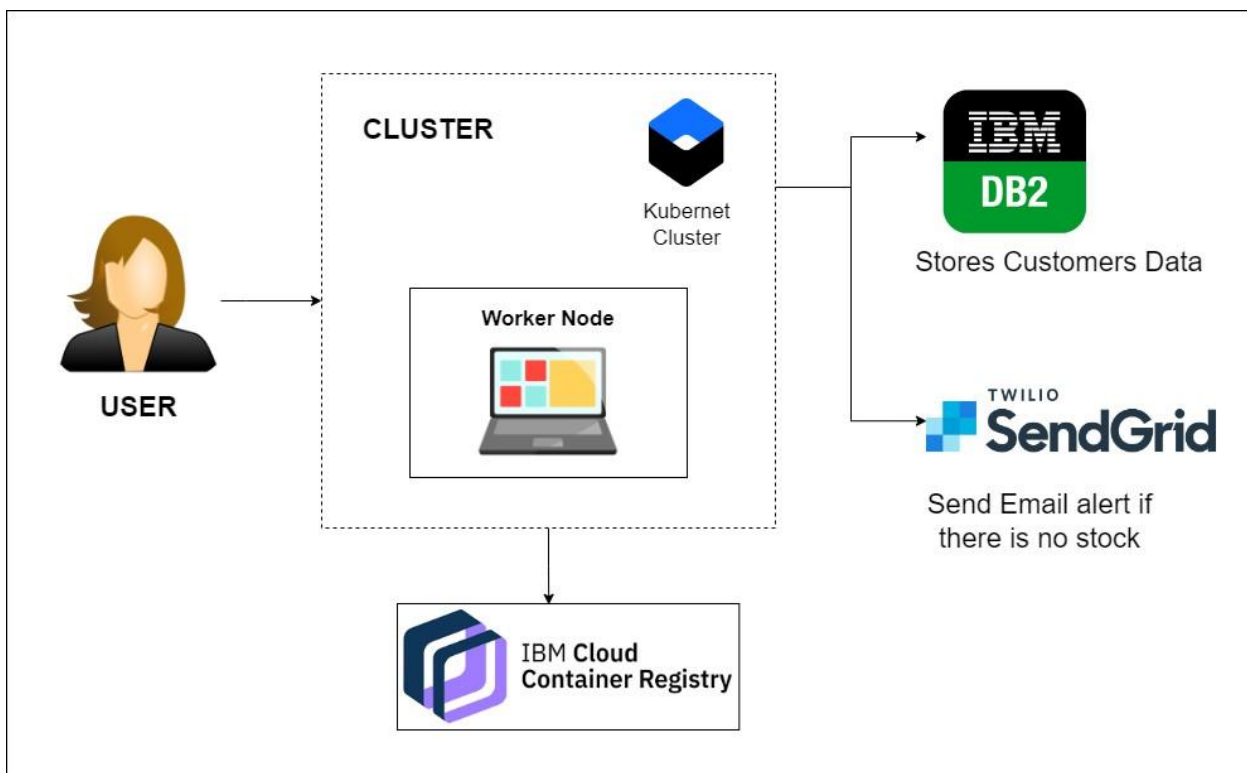 CLUSTER
Kubernet
Cluster
Worker Node
USER
IBM
DB2
Stores Customers Data
TWILIO
SendGrid
Send Email alert if
there is no stock
IBM Cloud
Container Registry